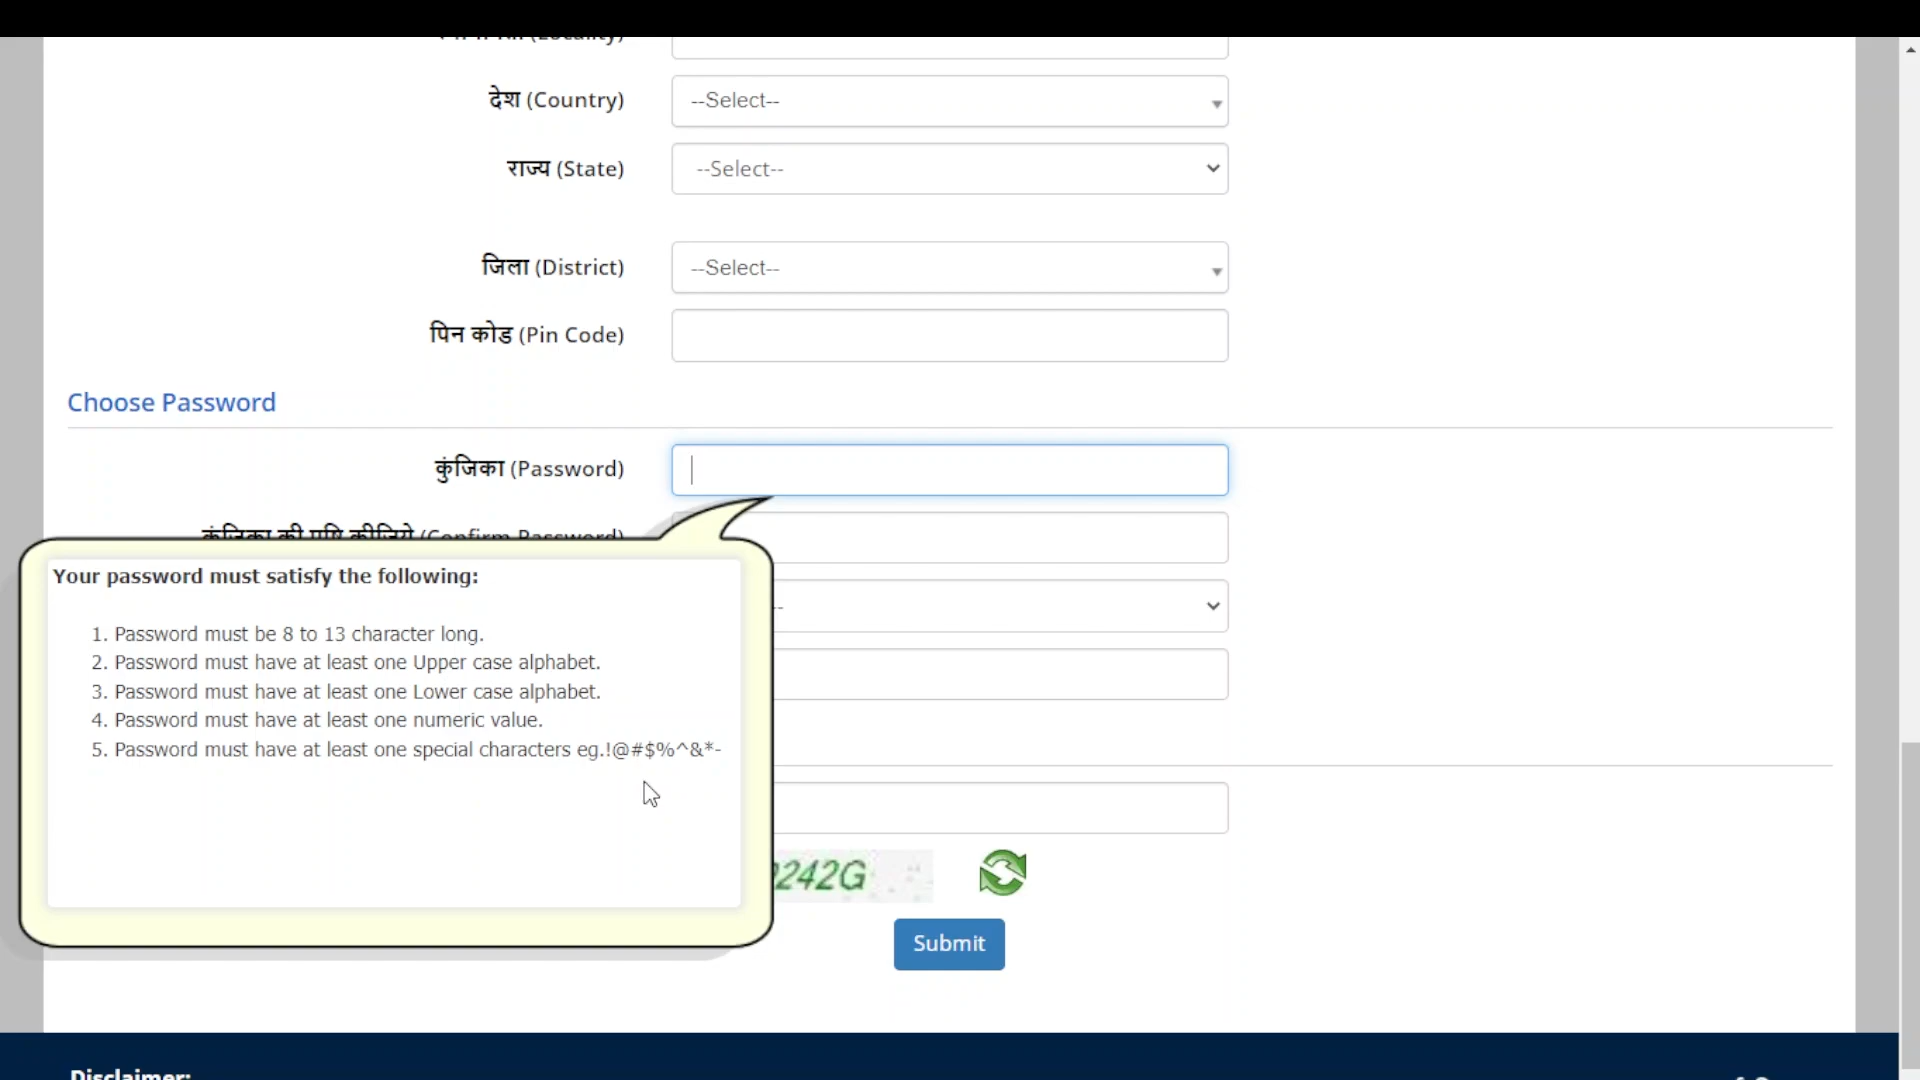 देश (Country)
--Select--
राज्य (State)
--Select--
जिला (District)
--Select--
पिन कोड (Pin Code)
Choose Password
कुंजिका (Password)
कुंजिका की पुष्टि कीजिये (Confirm Password)
Your password must satisfy the following:
1. Password must be 8 to 13 character long.
2. Password must have at least one Upper case alphabet.
3. Password must have at least one Lower case alphabet.
4. Password must have at least one numeric value.
5. Password must have at least one special characters eg.!@#$%^&*-
242G
Submit
Disclaimer: